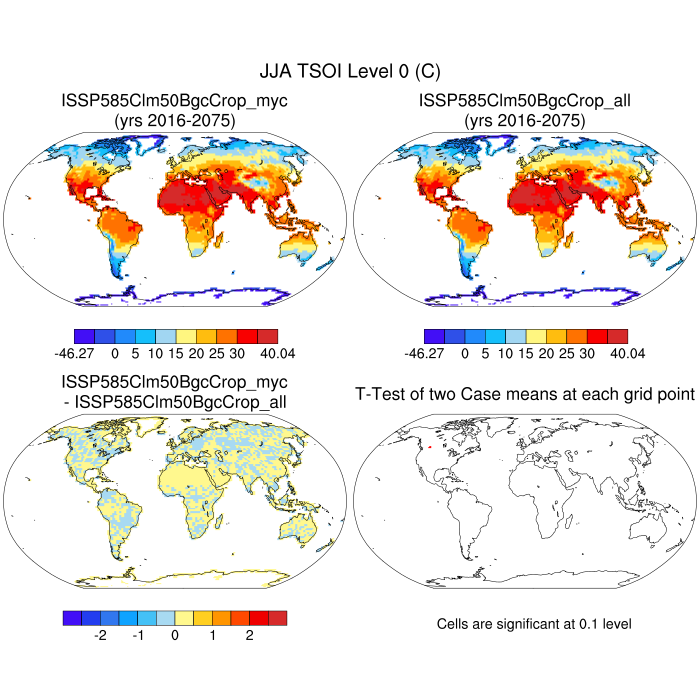 JJA TSOI Level 0 (C)
ISSP585Clm50BgcCrop_myc
(yrs 2016-2075)
ISSP585Clm50BgcCrop_all
(yrs 2016-2075)
-46.27 0 5 10 15 20 25 30 40.04
-46.27 0 5 10 15 20 25 30 40.04
ISSP585Clm50BgcCrop_myc
- ISSP585Clm50BgcCrop_all
T-Test of two Case means at each grid point
-2 -1 0 1 2
Cells are significant at 0.1 level